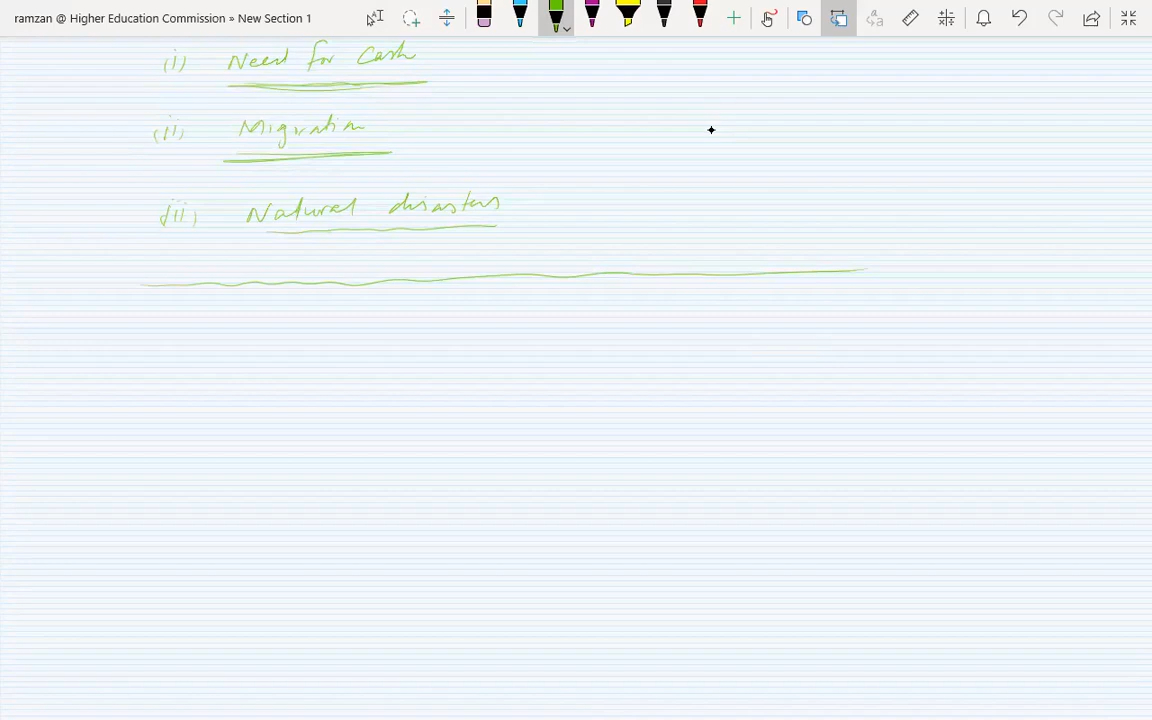 ramzan @ Higher Education Commission » New Section 1
(i) Need for Cash
(ii) Migration
(iii) Natural disasters